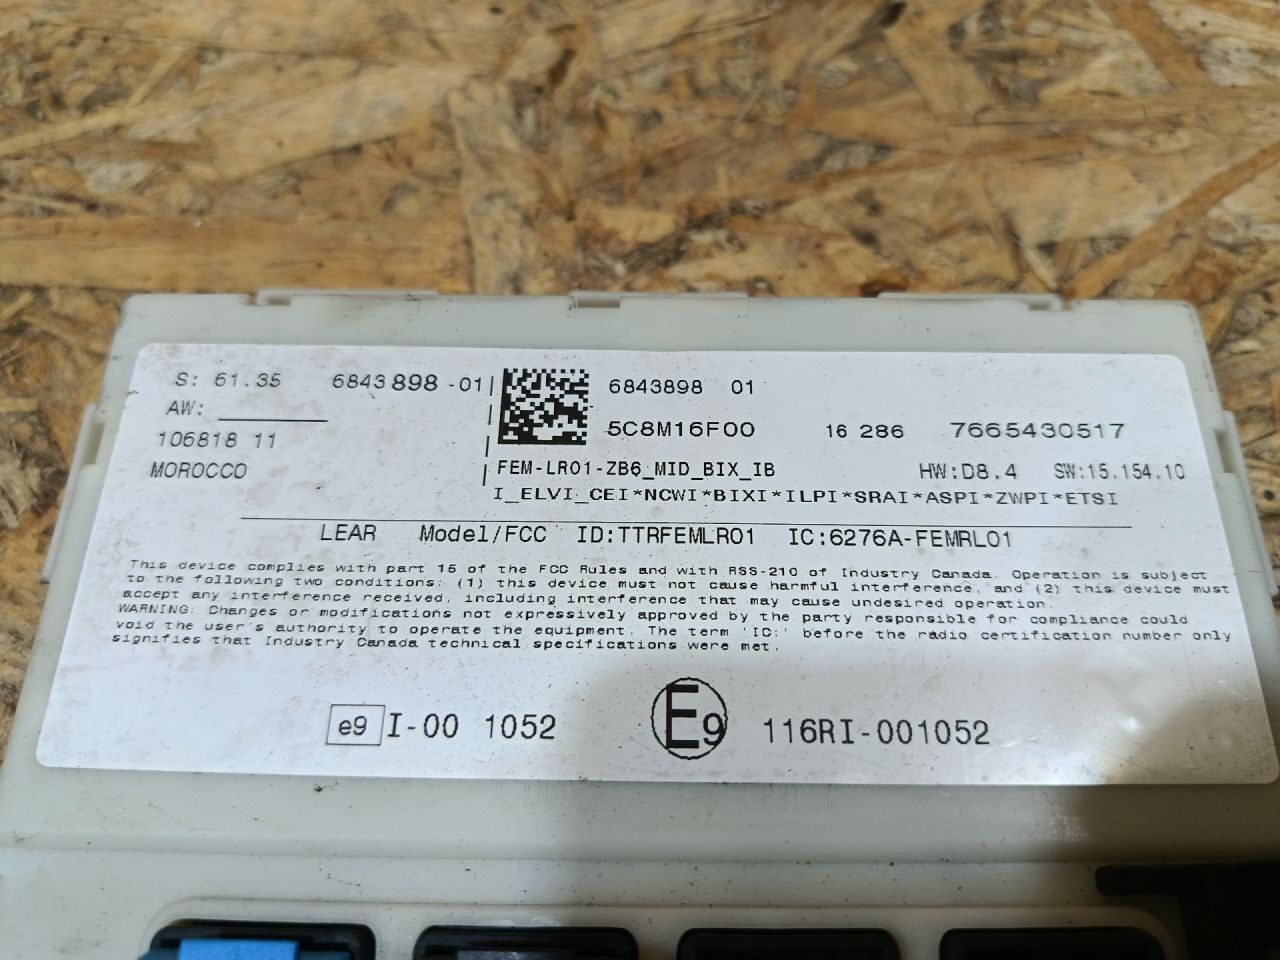 S: 61.35 6843898-01
AW:
106818 11
MOROCCO
6843898 01
5C8M16F00 16 286 7665430517
FEM-LR01-ZB6_MID_BIX_IB HW:D8.4 SW:15.154.10
I_ELVI_CEI*NCWI*BIXI*ILPI*SRAI*ASPI*ZWPI*ETSI
LEAR Model/FCC ID:TTRFEMLR01 IC:6276A-FEMRL01
This device complies with part 15 of the FCC Rules and with RSS-210 of Industry Canada. Operation is subject
to the following two conditions: (1) this device must not cause harmful interference, and (2) this device must
accept any interference received, including interference that may cause undesired operation.
WARNING: Changes or modifications not expressively approved by the party responsible for compliance could
void the user's authority to operate the equipment. The term 'IC:' before the radio certification number only
signifies that Industry Canada technical specifications were met.
e9 I-00 1052
E9 116RI-001052